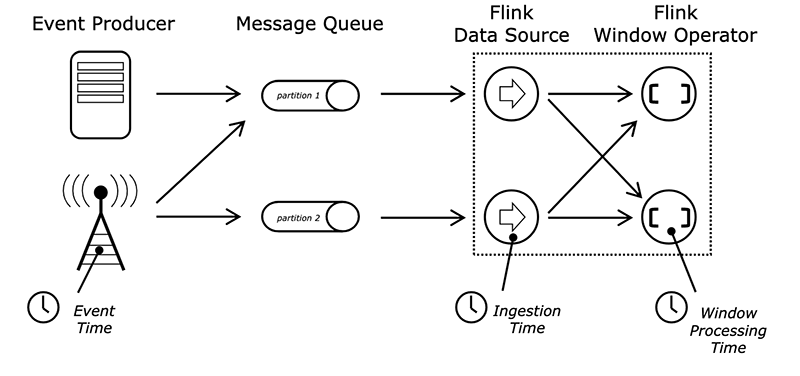 Event Producer
Message Queue
Flink
Data Source
Flink
Window Operator
partition 1
partition 2
Event
Time
Ingestion
Time
Window
Processing
Time